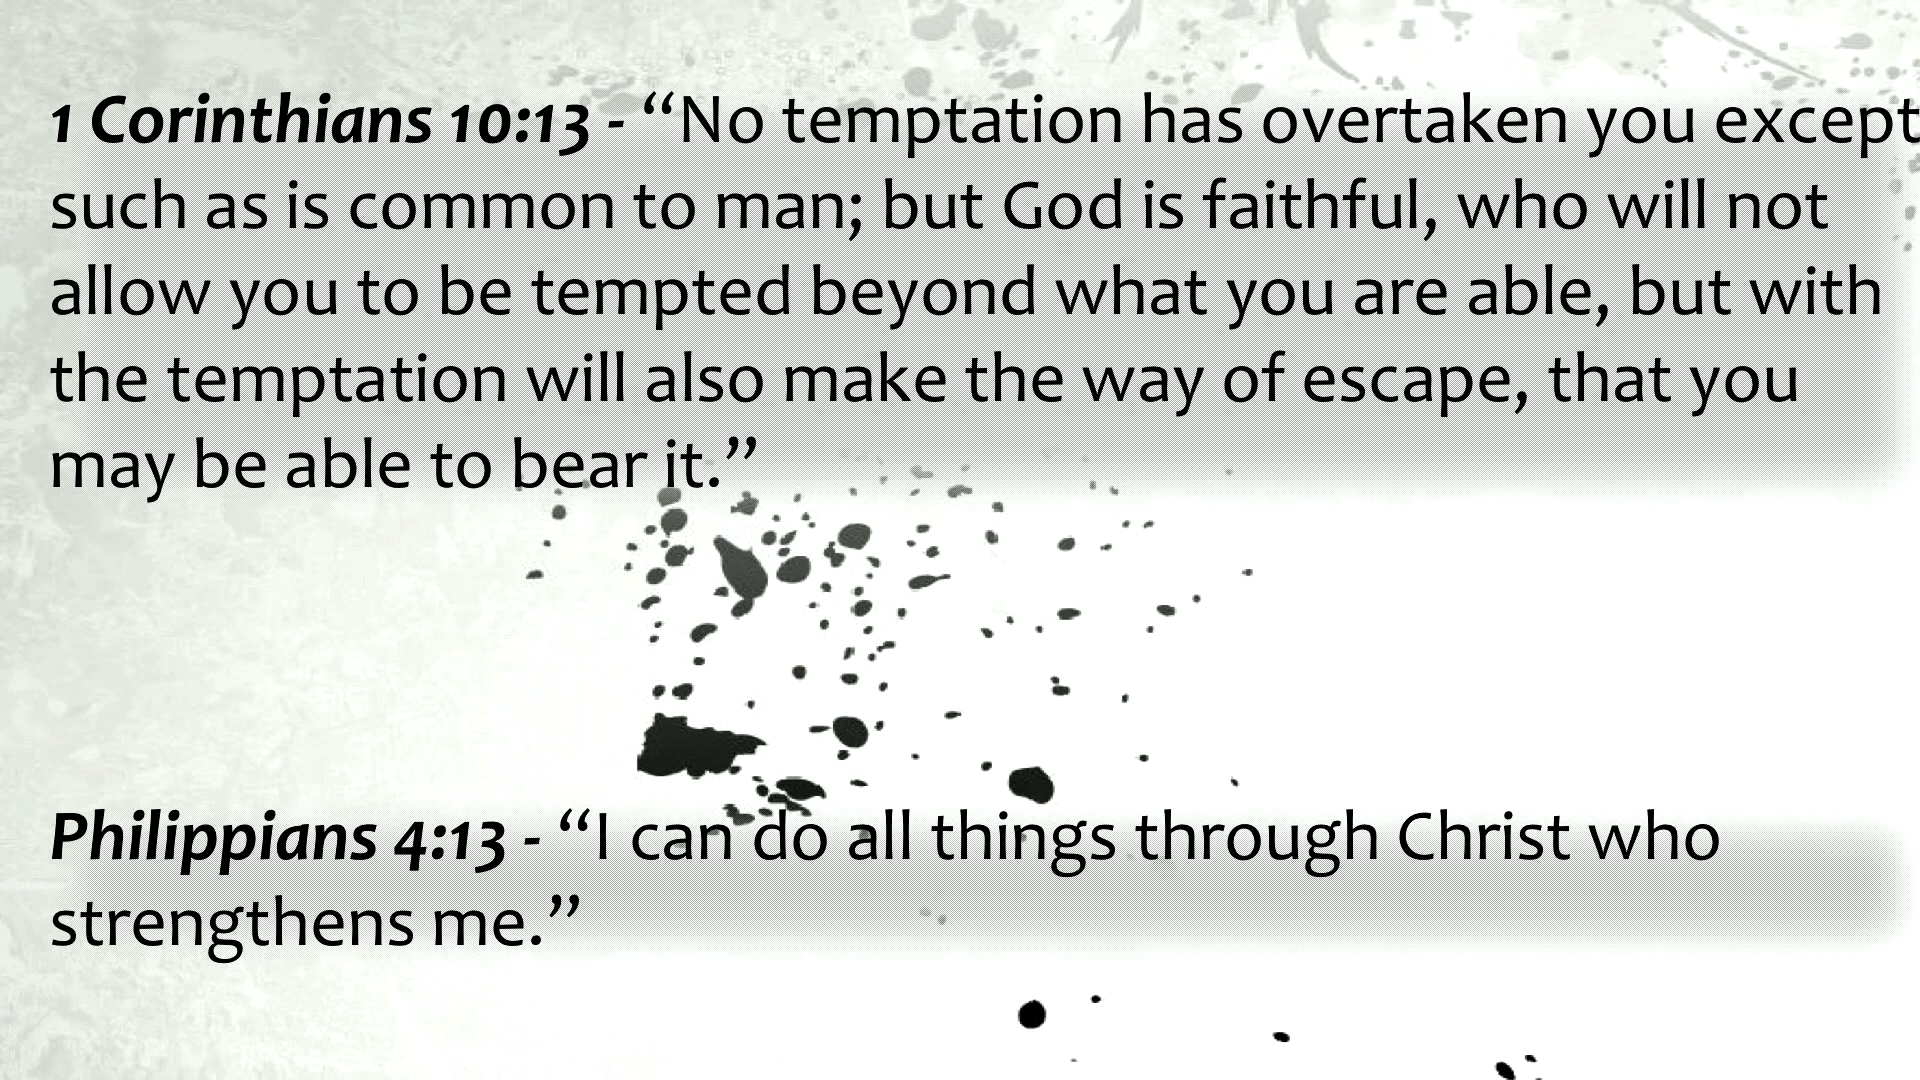 1 Corinthians 10:13 - “No temptation has overtaken you except
such as is common to man; but God is faithful, who will not
allow you to be tempted beyond what you are able, but with
the temptation will also make the way of escape, that you
may be able to bear it.”
Philippians 4:13 - “I can do all things through Christ who
strengthens me.”